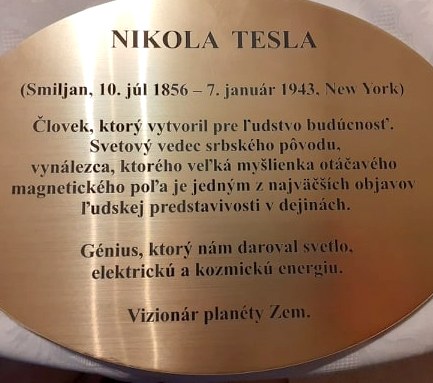 NIKOLA TESLA
(Smiljan, 10. júl 1856 – 7. január 1943, New York)
Človek, ktorý vytvoril pre ľudstvo budúcnosť.
Svetový vedec srbského pôvodu,
vynálezca, ktorého veľká myšlienka otáčavého
magnetického poľa je jedným z najväčších objavov
ľudskej predstavivosti v dejinách.
Génius, ktorý nám daroval svetlo,
elektrickú a kozmickú energiu.
Vizionár planéty Zem.